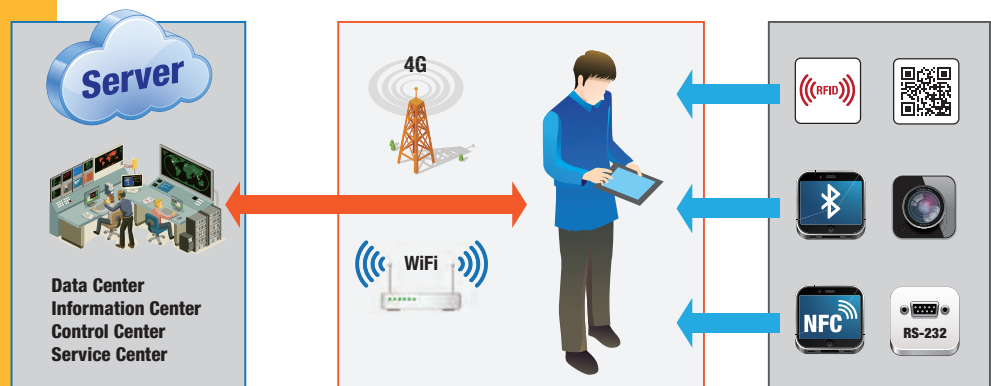 Server
Data Center
Information Center
Control Center
Service Center
4G
WiFi
RFID
NFC
RS-232